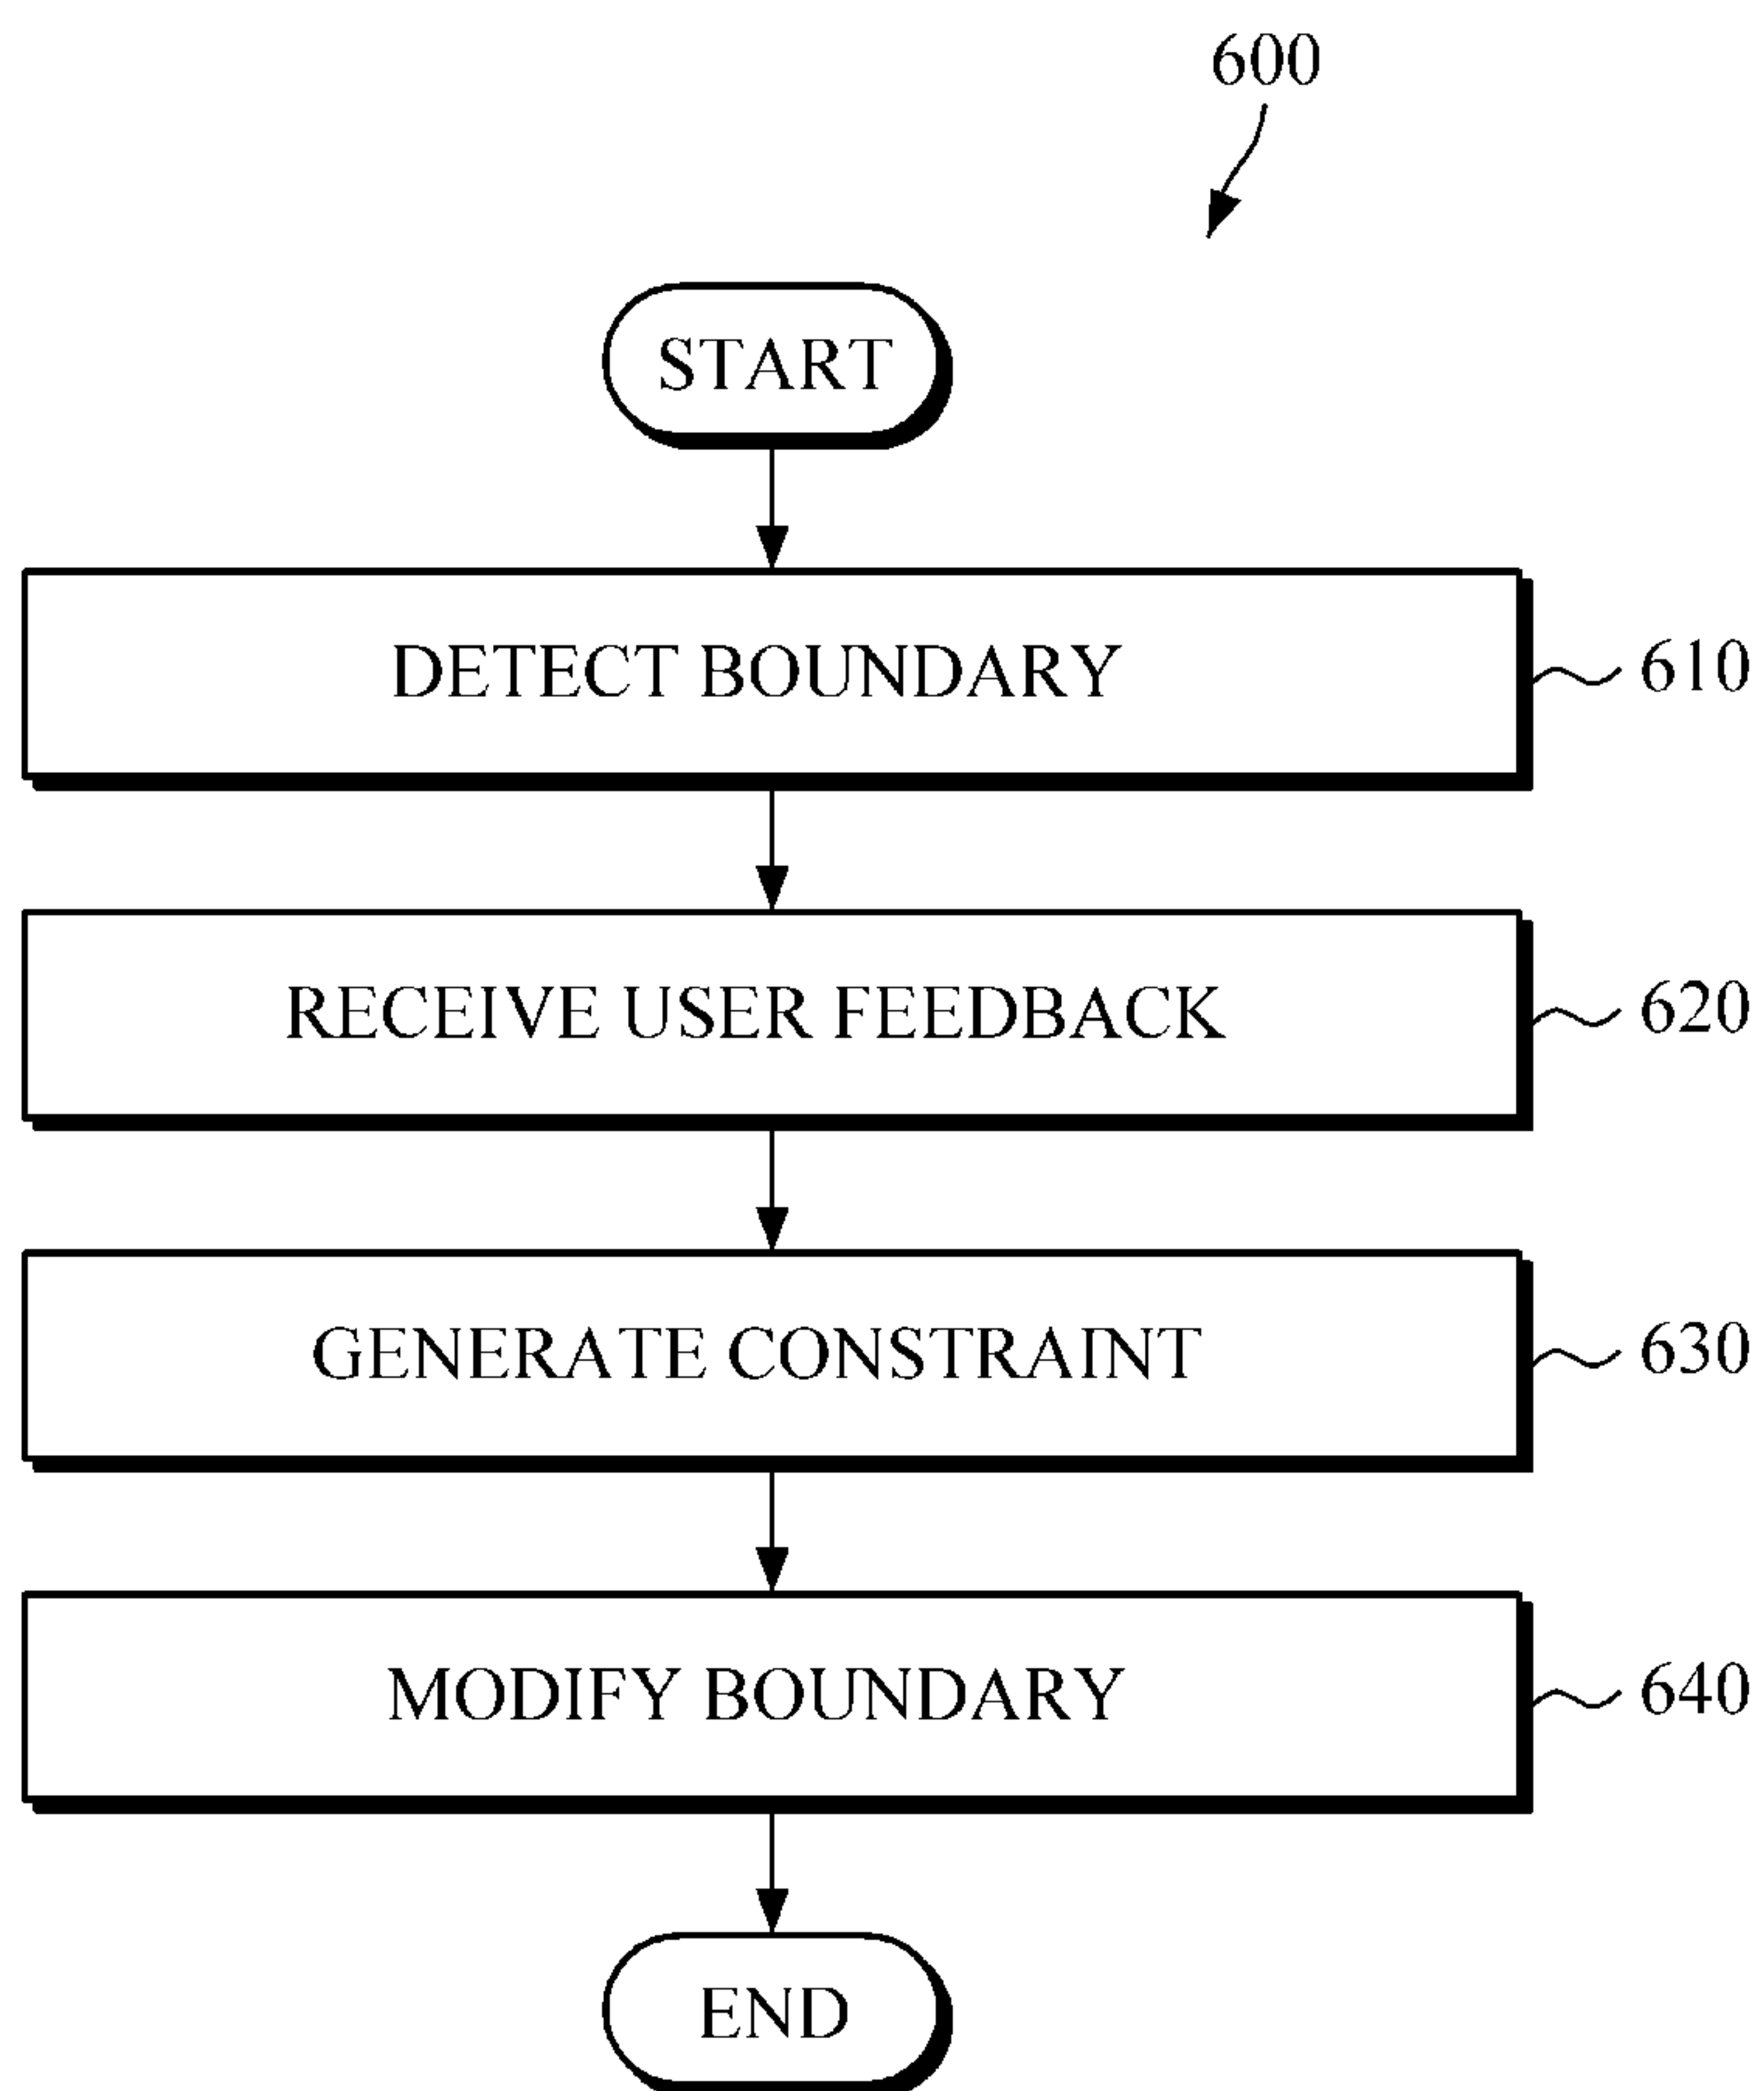 600
START
DETECT BOUNDARY
610
RECEIVE USER FEEDBACK
620
GENERATE CONSTRAINT
630
MODIFY BOUNDARY
640
END